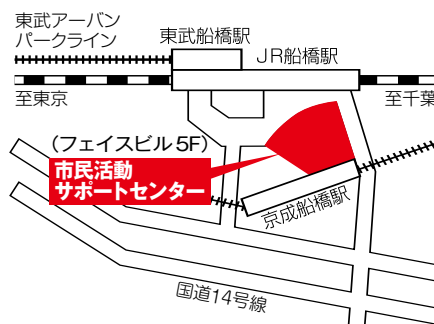 東武アーバン
パークライン
東武船橋駅
JR船橋駅
至東京
至千葉
(フェイスビル5F)
市民活動
サポートセンター
京成船橋駅
国道14号線